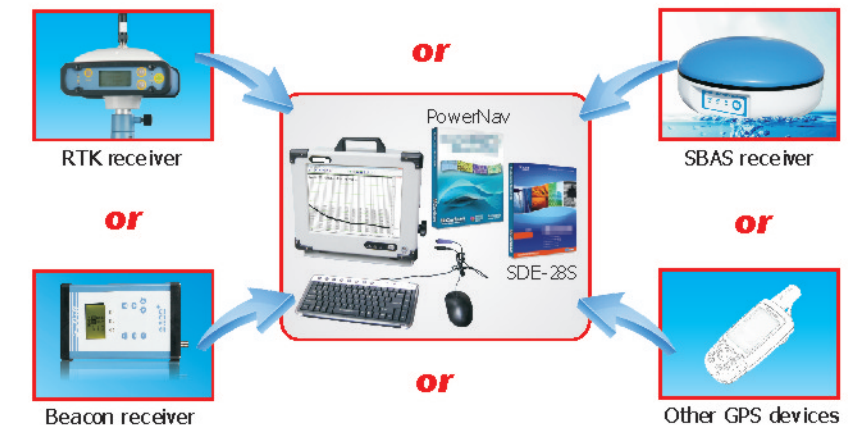 or
PowerNav
RTK receiver
SBAS receiver
or
or
SDE-28S
or
Beacon receiver
Other GPS devices